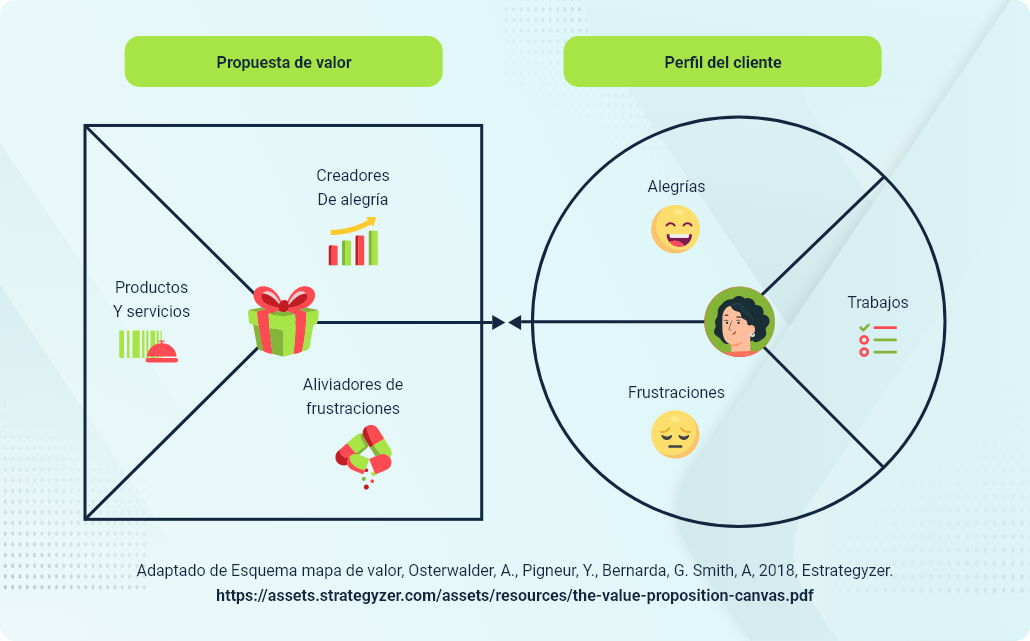 Propuesta de valor
Perfil del cliente
Creadores
De alegría
Productos
Y servicios
Aliviadores de
frustraciones
Alegrías
Trabajos
Frustraciones
Adaptado de Esquema mapa de valor, Osterwalder, A., Pigneur, Y., Bernarda, G. Smith, A, 2018, Estrategyzer.
https://assets.strategyzer.com/assets/resources/the-value-proposition-canvas.pdf